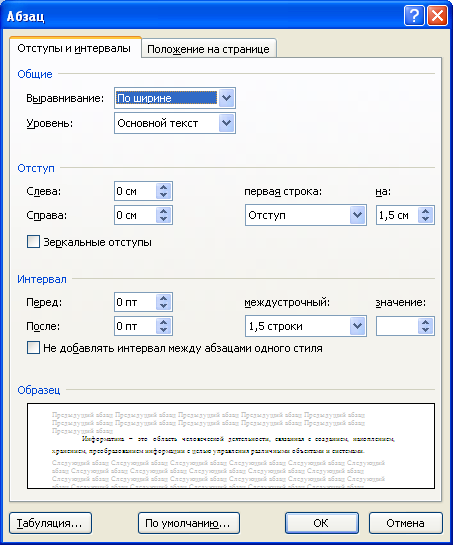 Абзац
Отступы и интервалы Положение на странице
Общие
Выравнивание: По ширине
Уровень: Основной текст
Отступ
Слева: 0 см первая строка: на:
Справа: 0 см Отступ 1,5 см
Зеркальные отступы
Интервал
Перед: 0 пт междустрочный: значение:
После: 0 пт 1,5 строки
Не добавлять интервал между абзацами одного стиля
Образец
Предыдущий абзац Предыдущий абзац Предыдущий абзац Предыдущий абзац Предыдущий абзац
Предыдущий абзац Предыдущий абзац Предыдущий абзац Предыдущий абзац Предыдущий абзац
Предыдущий абзац
Информатика – это область человеческой деятельности, связанная с созданием, накоплением,
хранением, преобразованием информации с целью управления различными объектами и системами.
Следующий абзац Следующий абзац Следующий абзац Следующий абзац Следующий абзац
Следующий абзац Следующий абзац Следующий абзац Следующий абзац Следующий абзац
Следующий абзац Следующий абзац Следующий абзац Следующий абзац Следующий абзац
Табуляция... По умолчанию... ОК Отмена